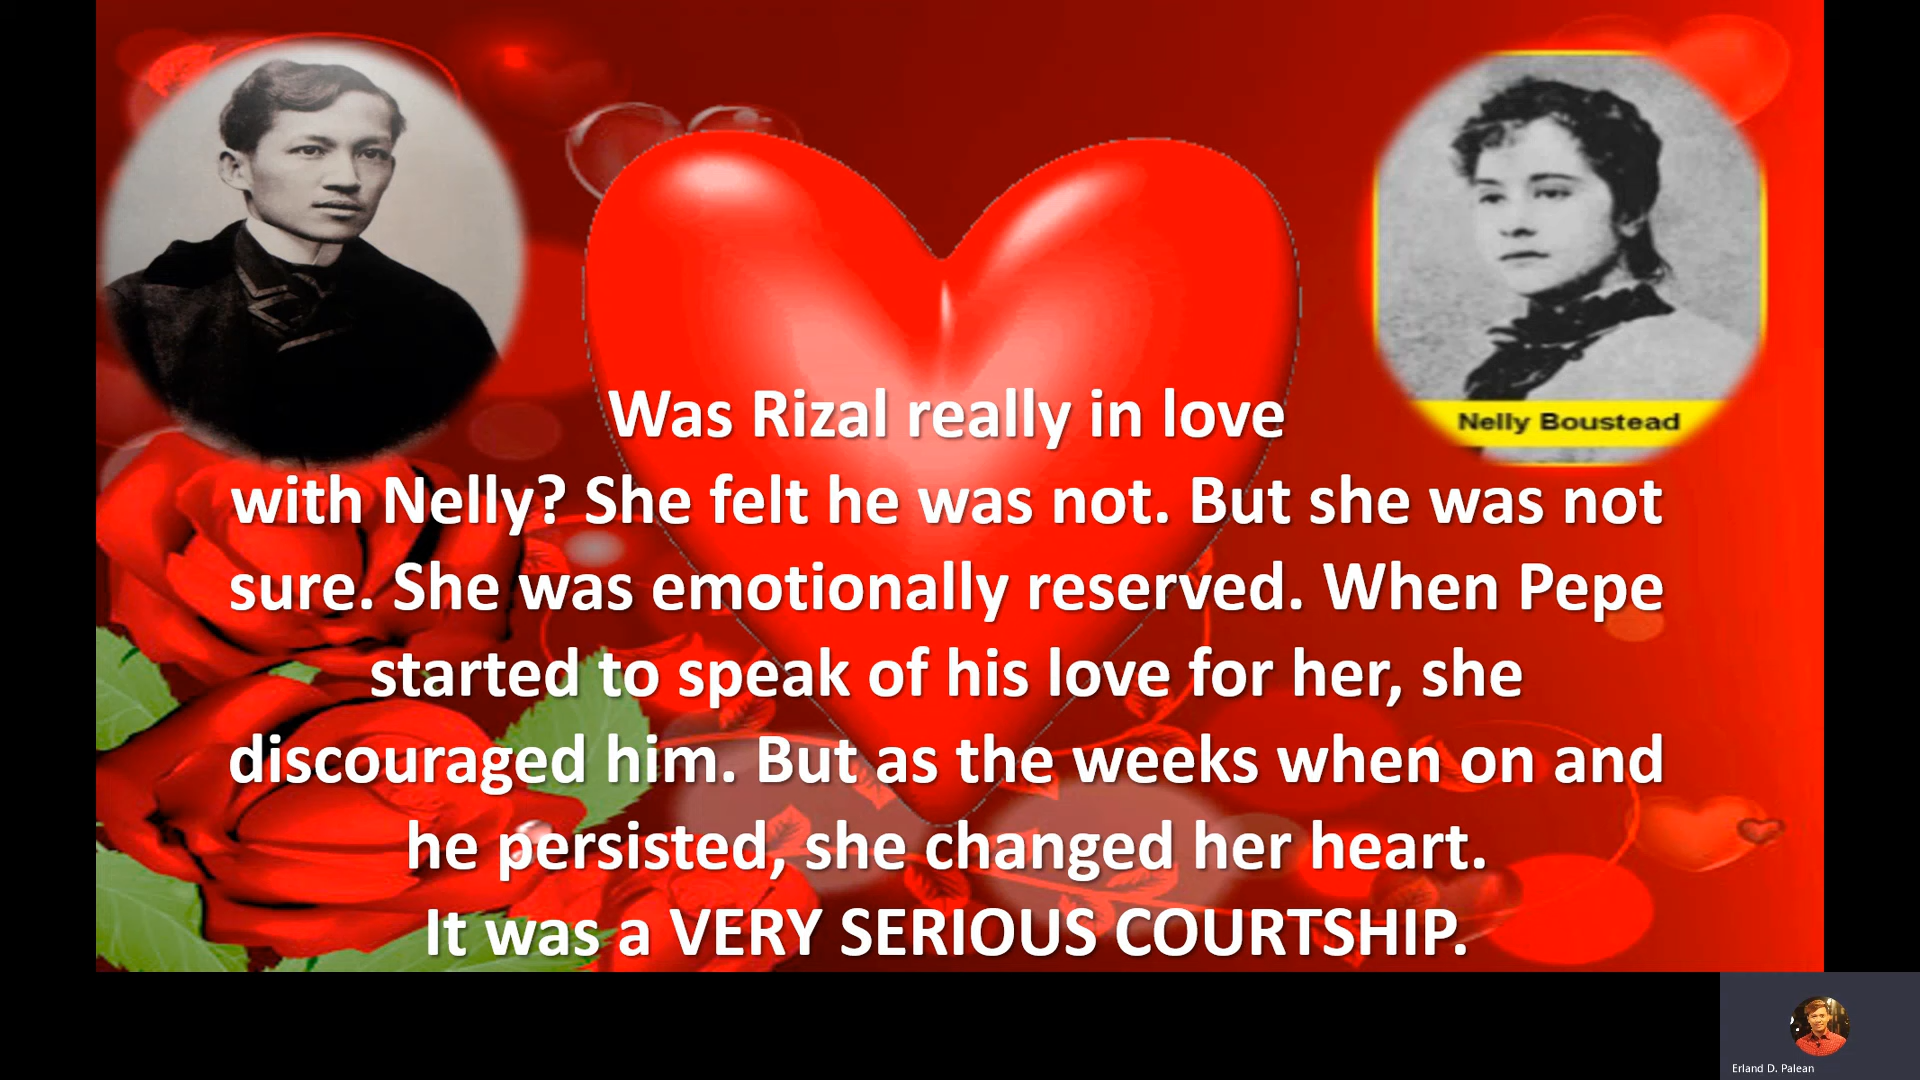 Nelly Boustead
Was Rizal really in love
with Nelly? She felt he was not. But she was not
sure. She was emotionally reserved. When Pepe
started to speak of his love for her, she
discouraged him. But as the weeks when on and
he persisted, she changed her heart.
It was a VERY SERIOUS COURTSHIP.
Erland D. Palean